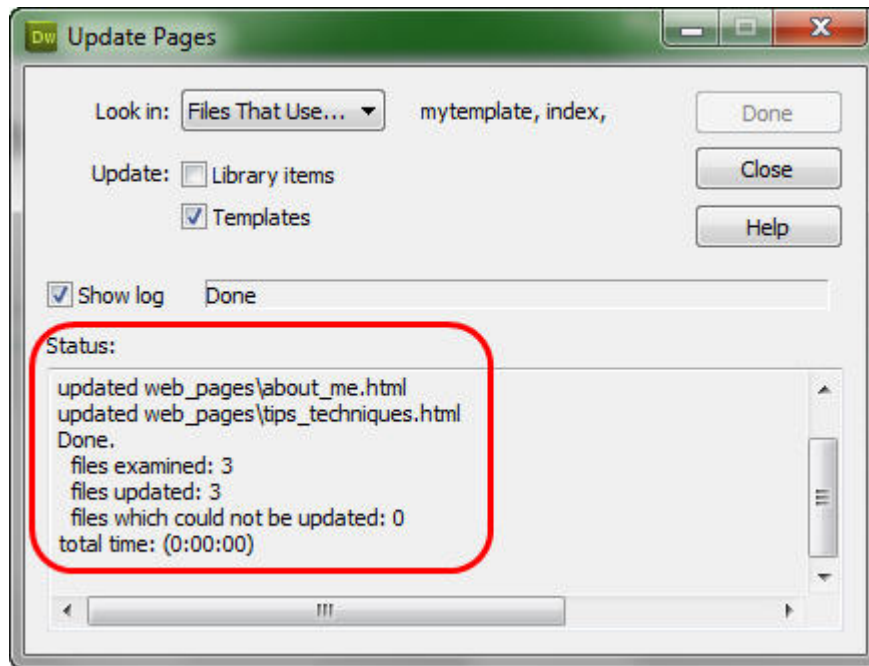 Dw Update Pages
Look in: Files That Use... mytemplate, index, Done
Update: Library items Close
Templates Help
Show log Done
Status:
updated web_pages\about_me.html
updated web_pages\tips_techniques.html
Done.
files examined: 3
files updated: 3
files which could not be updated: 0
total time: (0:00:00)